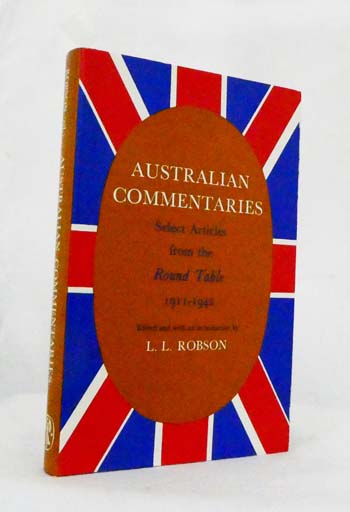 AUSTRALIAN
COMMENTARIES
Select Articles
from the
Round Table
1911-1942
Edited and with an introduction by
L. L. ROBSON
AUSTRALIAN COMMENTARIES